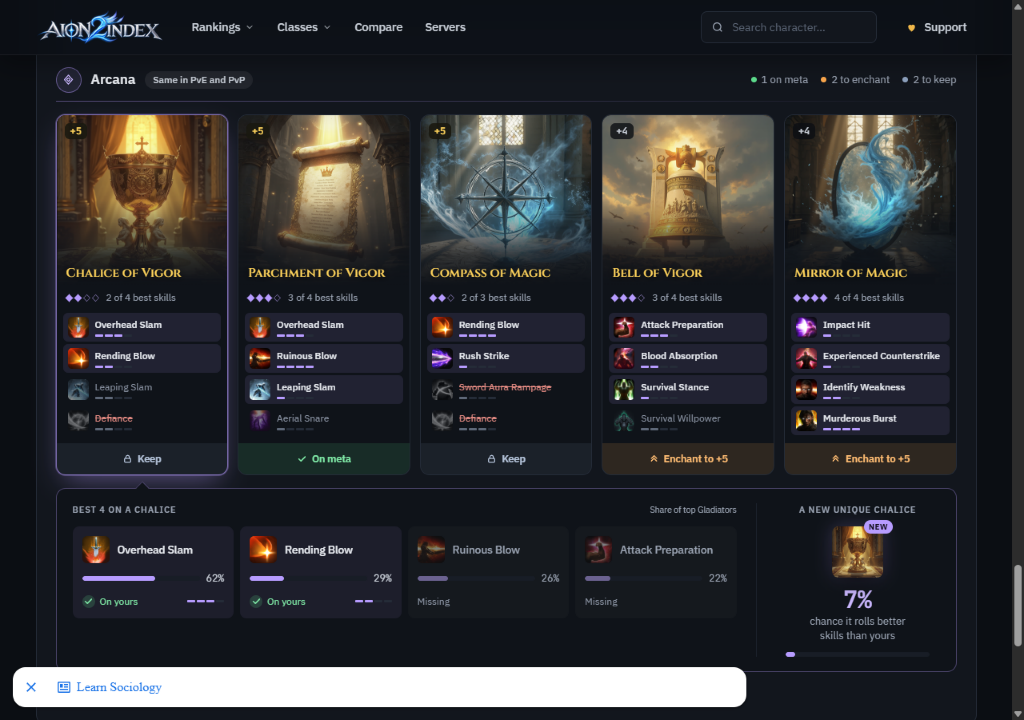 AION2INDEX
Rankings
Classes
Compare
Servers
Search character...
Support
Arcana
Same in PvE and PvP
1 on meta
2 to enchant
2 to keep
+5
CHALICE OF VIGOR
2 of 4 best skills
Overhead Slam
Rending Blow
Leaping Slam
Defiance
Keep
+5
PARCHMENT OF VIGOR
3 of 4 best skills
Overhead Slam
Ruinous Blow
Leaping Slam
Aerial Snare
On meta
+5
COMPASS OF MAGIC
2 of 3 best skills
Rending Blow
Rush Strike
Sword Aura Rampage
Defiance
Keep
+4
BELL OF VIGOR
3 of 4 best skills
Attack Preparation
Blood Absorption
Survival Stance
Survival Willpower
Enchant to +5
+4
MIRROR OF MAGIC
4 of 4 best skills
Impact Hit
Experienced Counterstrike
Identify Weakness
Murderous Burst
Enchant to +5
BEST 4 ON A CHALICE
Share of top Gladiators
Overhead Slam
62%
On yours
Rending Blow
29%
On yours
Ruinous Blow
26%
Missing
Attack Preparation
22%
Missing
A NEW UNIQUE CHALICE
NEW
7%
chance it rolls better
skills than yours
Learn Sociology